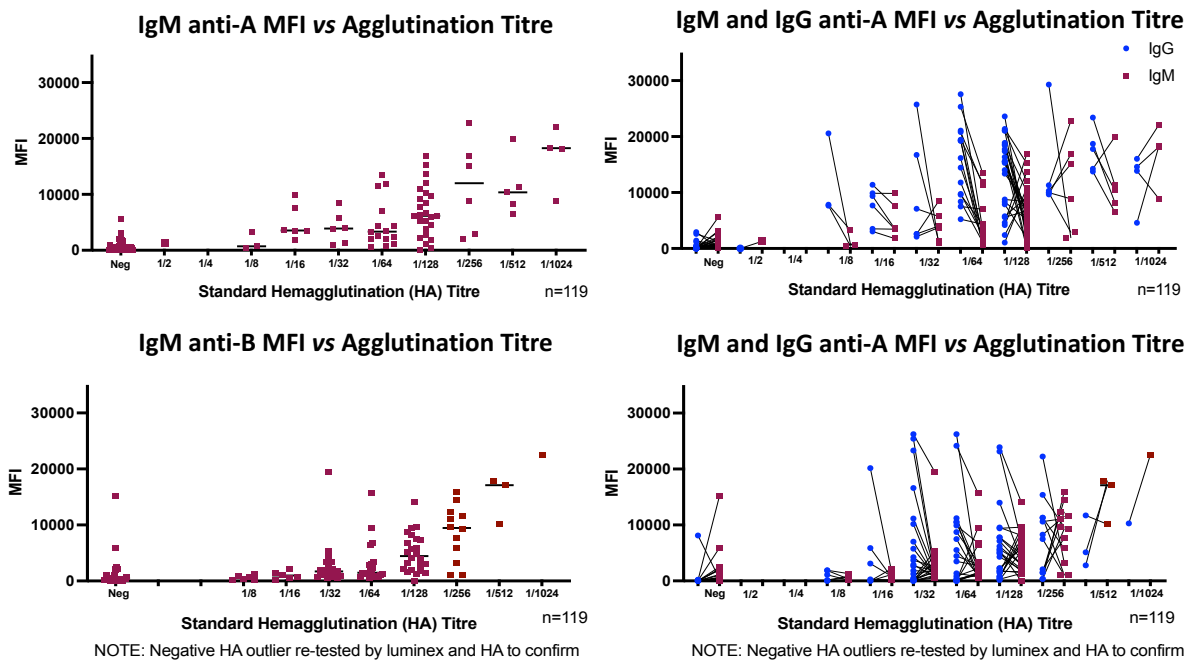 IgM anti-A MFI vs Agglutination Titre
MFI
30000
20000
10000
0
Neg 1/2 1/4 1/8 1/16 1/32 1/64 1/128 1/256 1/512 1/1024
Standard Hemagglutination (HA) Titre
n=119
IgM and IgG anti-A MFI vs Agglutination Titre
IgG
IgM
MFI
30000
20000
10000
0
Neg 1/2 1/4 1/8 1/16 1/32 1/64 1/128 1/256 1/512 1/1024
Standard Hemagglutination (HA) Titre
n=119
IgM anti-B MFI vs Agglutination Titre
MFI
30000
20000
10000
0
Neg 1/8 1/16 1/32 1/64 1/128 1/256 1/512 1/1024
Standard Hemagglutination (HA) Titre
n=119
NOTE: Negative HA outlier re-tested by luminex and HA to confirm
IgM and IgG anti-A MFI vs Agglutination Titre
MFI
30000
20000
10000
0
Neg 1/2 1/4 1/8 1/16 1/32 1/64 1/128 1/256 1/512 1/1024
Standard Hemagglutination (HA) Titre
n=119
NOTE: Negative HA outliers re-tested by luminex and HA to confirm